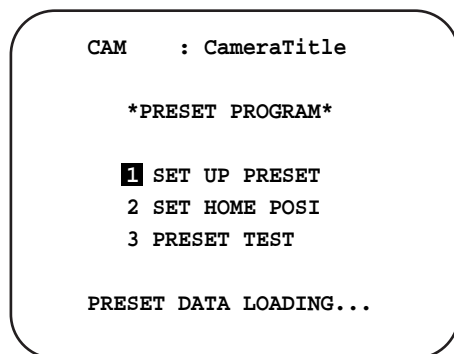 CAM : CameraTitle
*PRESET PROGRAM*
1 SET UP PRESET
2 SET HOME POSI
3 PRESET TEST
PRESET DATA LOADING...